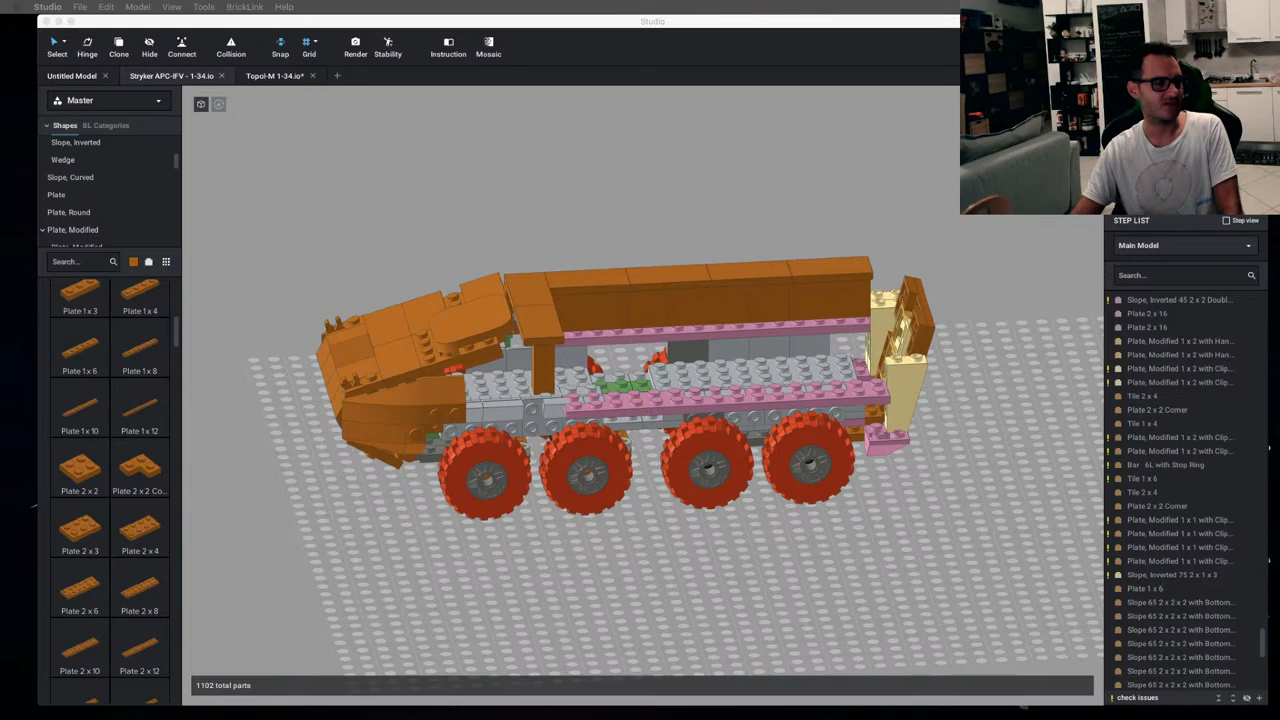 Studio File Edit Model View Tools BrickLink Help
Studio
Select Hinge Clone Hide Connect Collision Snap Grid Render Stability Instruction Mosaic
Untitled Model Stryker APC-IFV - 1-34.io Topol-M 1-34.io*
Master
Shapes BL Categories
Slope, Inverted
Wedge
Slope, Curved
Plate
Plate, Round
Plate, Modified
Search...
Plate 1 x 3 Plate 1 x 4
Plate 1 x 6 Plate 1 x 8
Plate 1 x 10 Plate 1 x 12
Plate 2 x 2 Plate 2 x 2 Co...
Plate 2 x 3 Plate 2 x 4
Plate 2 x 6 Plate 2 x 8
Plate 2 x 10 Plate 2 x 12
1102 total parts
STEP LIST Step view
Main Model
Search...
Slope, Inverted 45 2 x 2 Doubl...
Plate 2 x 16
Plate 2 x 16
Plate, Modified 1 x 2 with Han...
Plate, Modified 1 x 2 with Han...
Plate, Modified 1 x 2 with Clip...
Plate, Modified 1 x 2 with Clip...
Tile 2 x 4
Plate 2 x 2 Corner
Tile 1 x 4
Plate, Modified 1 x 2 with Clip...
Plate, Modified 1 x 2 with Clip...
Bar 6L with Stop Ring
Tile 1 x 6
Tile 2 x 4
Plate 2 x 2 Corner
Plate, Modified 1 x 1 with Clip...
Plate, Modified 1 x 1 with Clip...
Plate, Modified 1 x 1 with Clip...
Plate, Modified 1 x 1 with Clip...
Slope, Inverted 75 2 x 1 x 3
Plate 1 x 6
Slope 65 2 x 2 x 2 with Bottom...
Slope 65 2 x 2 x 2 with Bottom...
Slope 65 2 x 2 x 2 with Bottom...
Slope 65 2 x 2 x 2 with Bottom...
Slope 65 2 x 2 x 2 with Bottom...
Slope 65 2 x 2 x 2 with Bottom...
Slope 65 2 x 2 x 2 with Bottom...
check issues